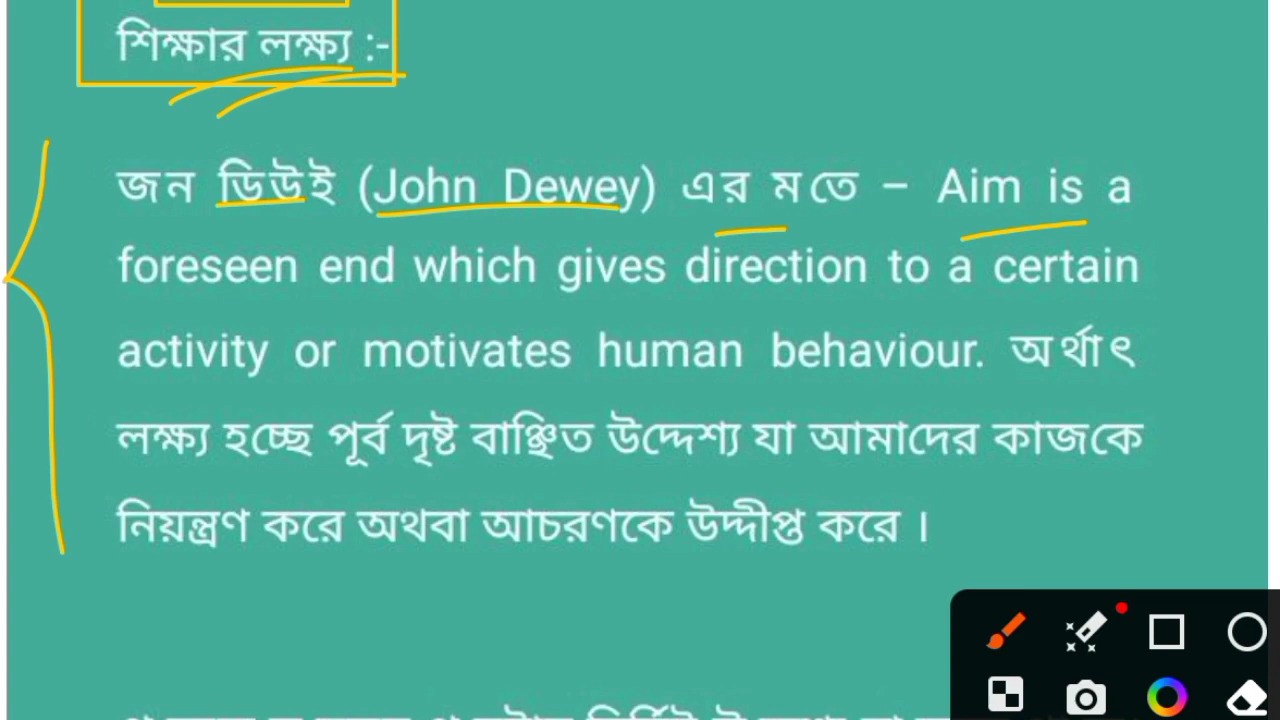 শিক্ষার লক্ষ্য :-
জন ডিউই (John Dewey) এর মতে – Aim is a
foreseen end which gives direction to a certain
activity or motivates human behaviour. অর্থাৎ
লক্ষ্য হচ্ছে পূর্ব দৃষ্ট বাঞ্ছিত উদ্দেশ্য যা আমাদের কাজকে
নিয়ন্ত্রণ করে অথবা আচরণকে উদ্দীপ্ত করে ।